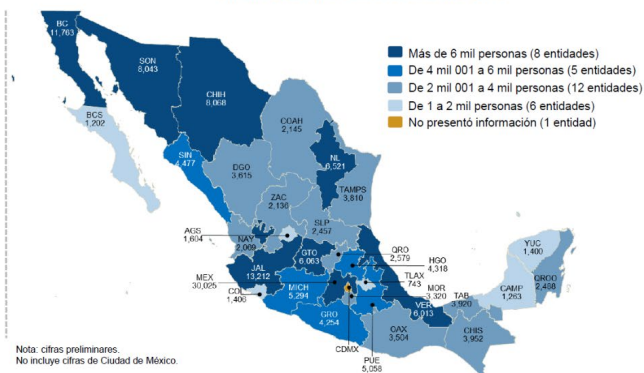 BC
11,763
SON
8,043
CHIH
8,068
COAH
2,145
BCS
1,202
SIN
4,477
DGO
3,615
NL
6,521
TAMPS
3,810
ZAC
2,136
SLP
2,457
AGS
1,604
NAY
2,009
JAL
13,212
GTO
6,063
QRO
2,579
HGO
4,318
TLAX
743
MOR
3,320
MEX
30,025
COL
1,406
MICH
5,294
GRO
4,254
CDMX
PUE
5,058
VER
6,013
OAX
3,504
TAB
3,920
CHIS
3,952
CAMP
1,263
YUC
1,400
QROO
2,488
Más de 6 mil personas (8 entidades)
De 4 mil 001 a 6 mil personas (5 entidades)
De 2 mil 001 a 4 mil personas (12 entidades)
De 1 a 2 mil personas (6 entidades)
No presentó información (1 entidad)
Nota: cifras preliminares.
No incluye cifras de Ciudad de México.